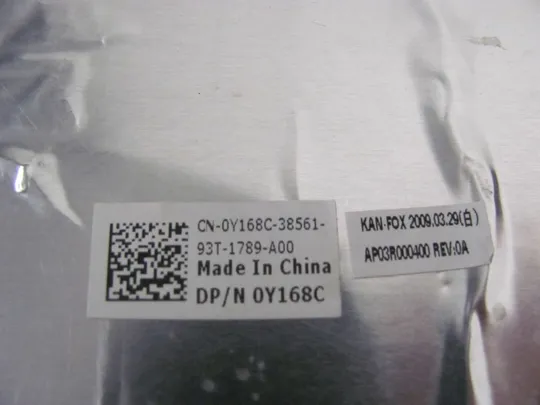 CN-0Y168C-38561-
93T-1789-A00
Made In China
DP/N 0Y168C
KAN-FOX 2009.03.29(白)
AP03R000400 REV:0A